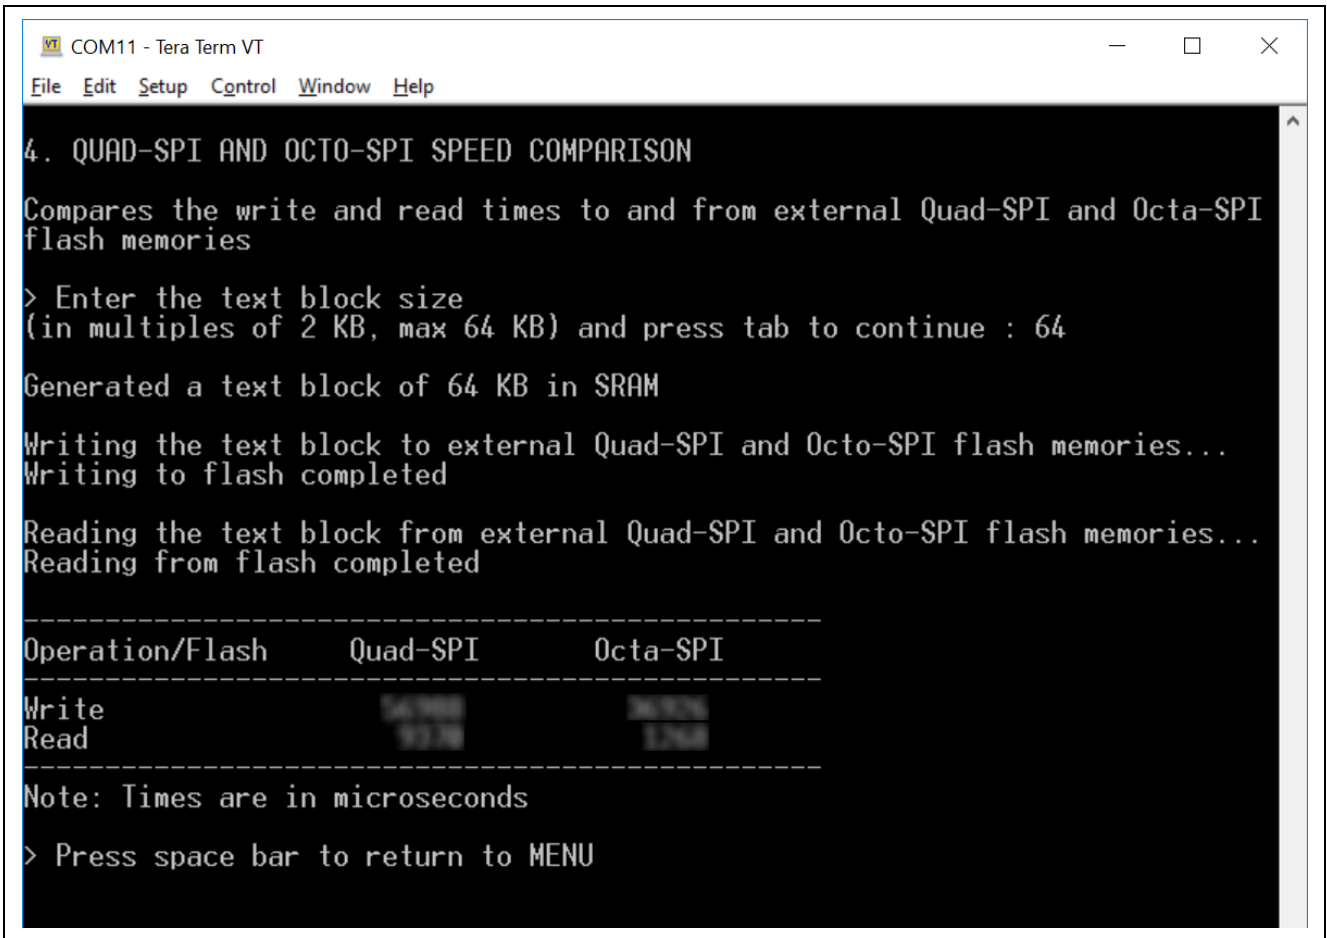 COM11 - Tera Term VT
File Edit Setup Control Window Help
4. QUAD-SPI AND OCTO-SPI SPEED COMPARISON
Compares the write and read times to and from external Quad-SPI and Octa-SPI
flash memories
> Enter the text block size
(in multiples of 2 KB, max 64 KB) and press tab to continue : 64
Generated a text block of 64 KB in SRAM
Writing the text block to external Quad-SPI and Octo-SPI flash memories...
Writing to flash completed
Reading the text block from external Quad-SPI and Octo-SPI flash memories...
Reading from flash completed
--------------------------------------------------
Operation/Flash Quad-SPI Octa-SPI
--------------------------------------------------
Write
Read
--------------------------------------------------
Note: Times are in microseconds
> Press space bar to return to MENU